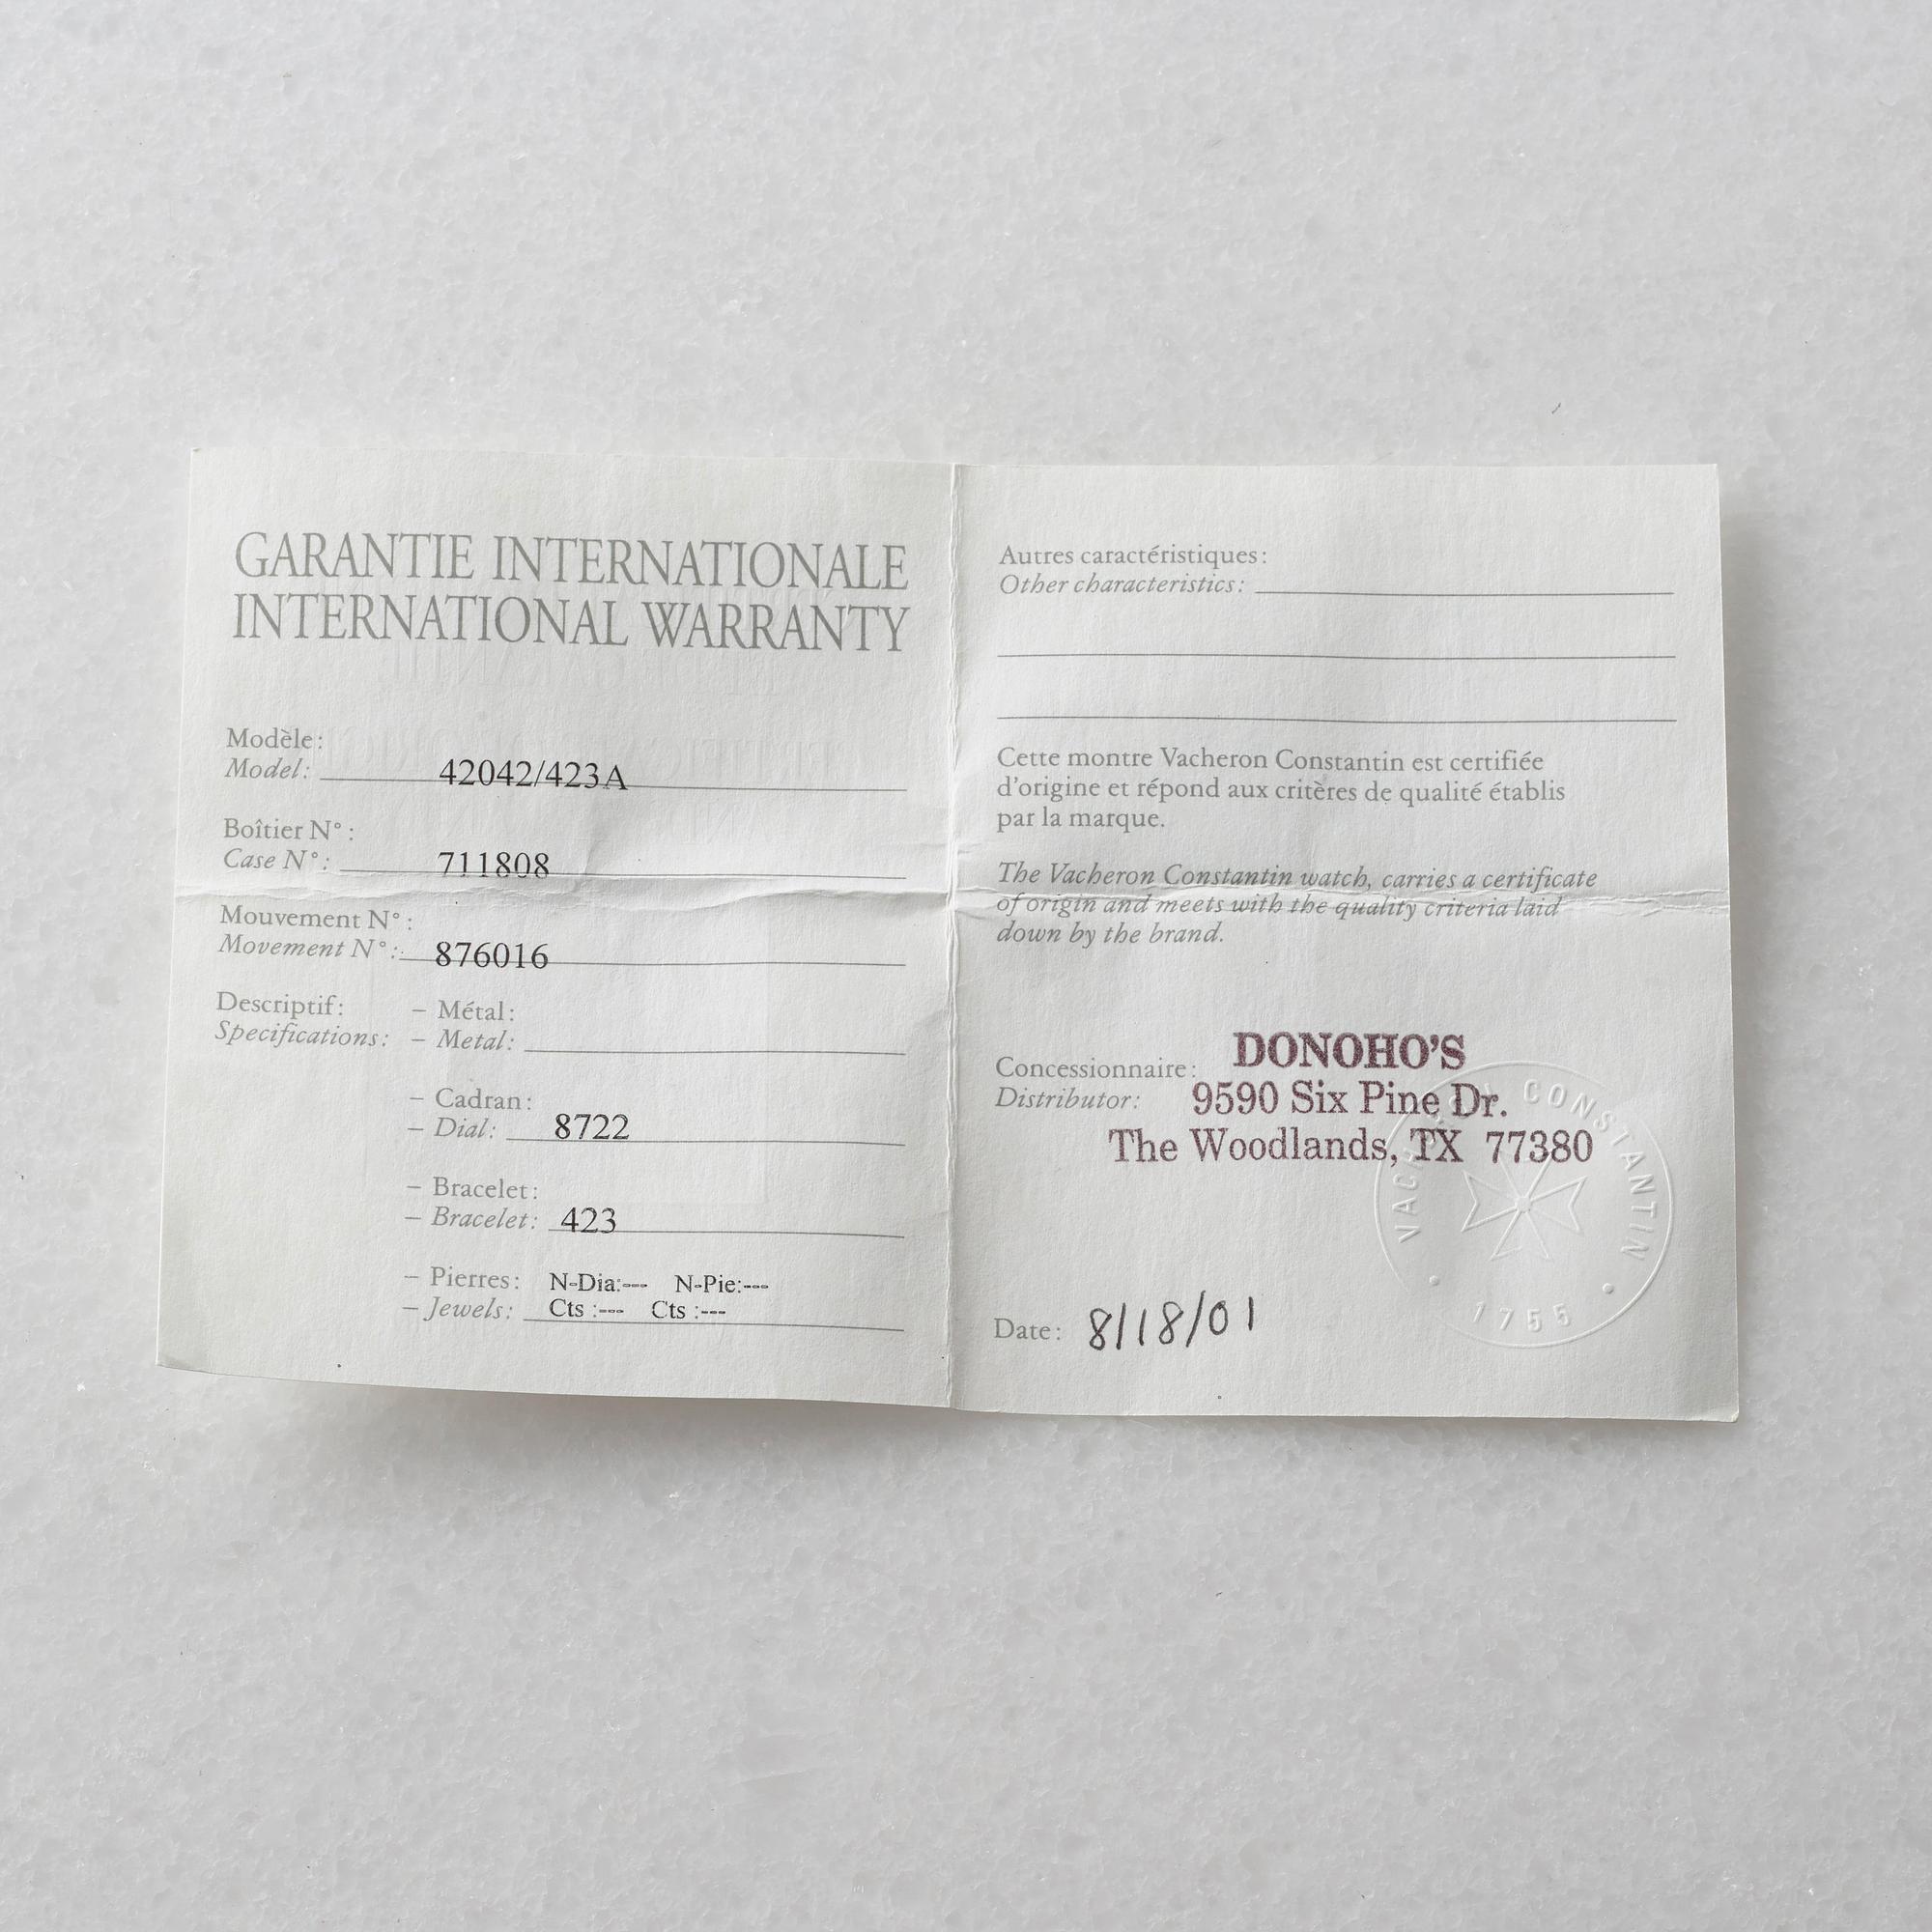 GARANTIE INTERNATIONALE
INTERNATIONAL WARRANTY
Modèle:
Model: 42042/423A
Boîtier N°:
Case N°: 711808
Mouvement N°:
Movement N°: 876016
Descriptif: – Métal:
Specifications: – Metal:
– Cadran:
– Dial: 8722
– Bracelet:
– Bracelet: 423
– Pierres: N-Dia:--- N-Pie:---
– Jewels: Cts :--- Cts :---
Autres caractéristiques:
Other characteristics:
Cette montre Vacheron Constantin est certifiée
d'origine et répond aux critères de qualité établis
par la marque.
The Vacheron Constantin watch, carries a certificate
of origin and meets with the quality criteria laid
down by the brand.
DONOHO'S
Concessionnaire:
Distributor: 9590 Six Pine Dr.
The Woodlands, TX 77380
VACHERON CONSTANTIN
1755
Date: 8/18/01